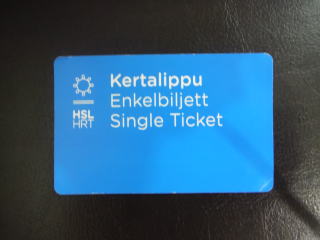 Kertalippu
Enkelbiljett
Single Ticket
HSL
HRT